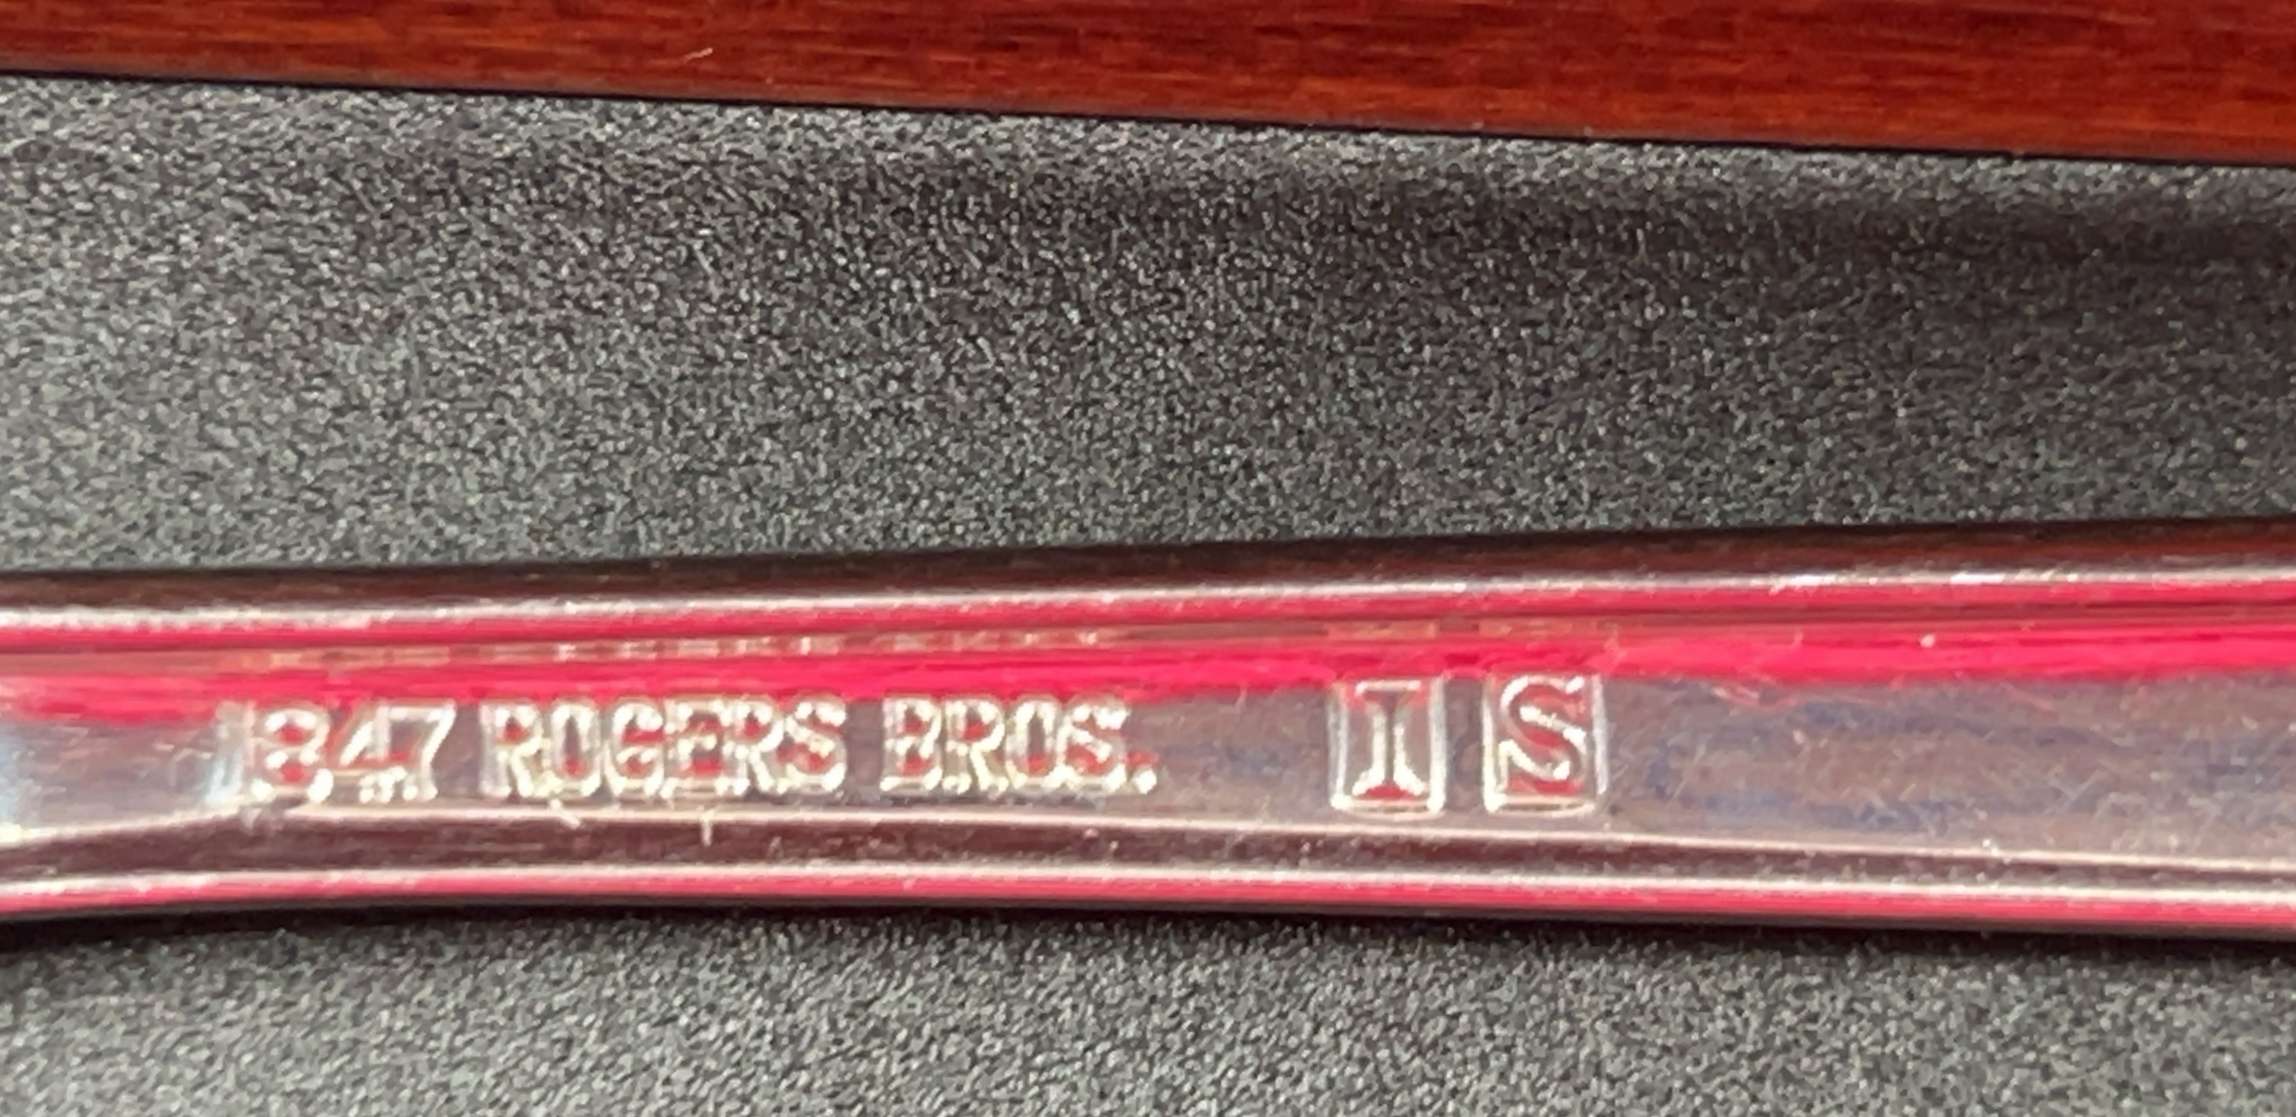 1847 ROGERS BROS. I S